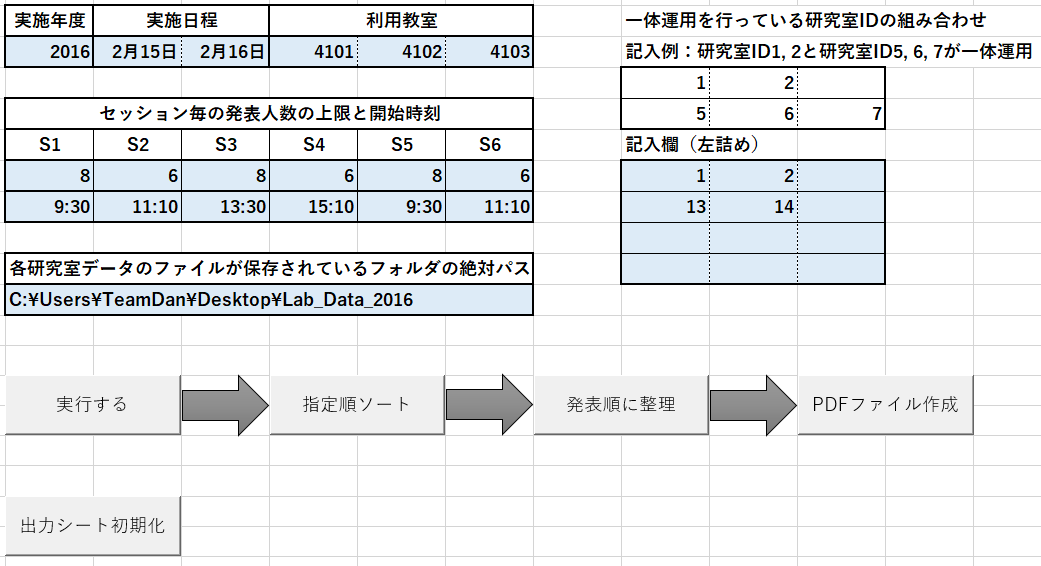 実施年度 実施日程 利用教室
2016 2月15日 2月16日 4101 4102 4103
セッション毎の発表人数の上限と開始時刻
S1 S2 S3 S4 S5 S6
8 6 8 6 8 6
9:30 11:10 13:30 15:10 9:30 11:10
各研究室データのファイルが保存されているフォルダの絶対パス
C:¥Users¥TeamDan¥Desktop¥Lab_Data_2016
一体運用を行っている研究室IDの組み合わせ
記入例：研究室ID1, 2と研究室ID5, 6, 7が一体運用
1 2
5 6 7
記入欄（左詰め）
1 2
13 14
実行する 指定順ソート 発表順に整理 PDFファイル作成
出力シート初期化